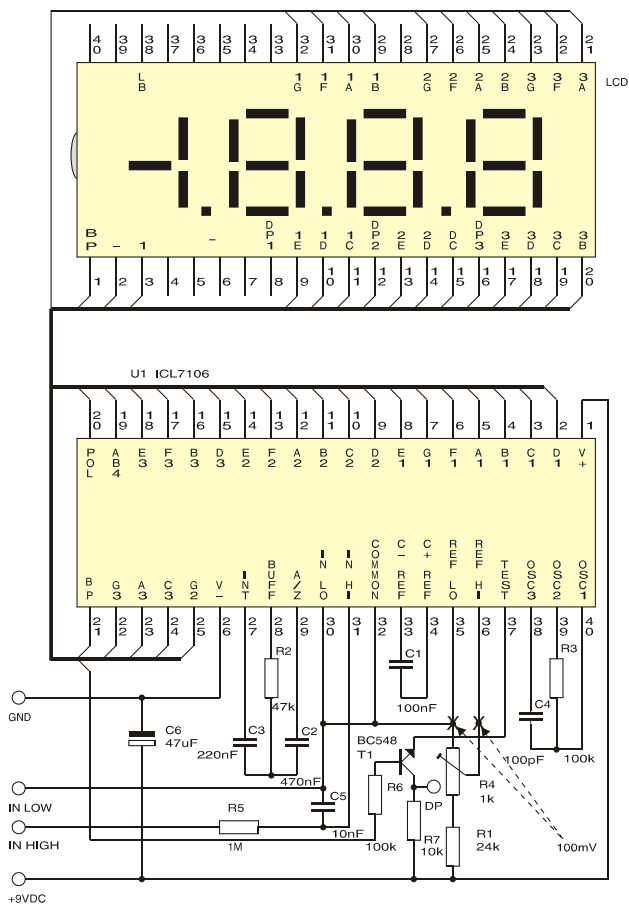 40 39 38 37 36 35 34 33 32 31 30 29 28 27 26 25 24 23 22 21
LB 1G 1F 1A 1B 2G 2F 2A 2B 3G 3F 3A
LCD
BP - 1 - DP1 1E 1D 1C DP2 2E 2D DC DP3 3E 3D 3C 3B
1 2 3 4 5 6 7 8 9 10 11 12 13 14 15 16 17 18 19 20
U1 ICL7106
20 19 18 17 16 15 14 13 12 11 10 9 8 7 6 5 4 3 2 1
POL AB4 E3 F3 B3 D3 E2 F2 A2 B2 C2 D2 E1 G1 F1 A1 B1 C1 D1 V+
BP G3 A3 C3 G2 V- INT BUFF A/Z IN LO IN HI COMMON C- REF C+ REF REF LO REF HI TEST OSC3 OSC2 OSC1
21 22 23 24 25 26 27 28 29 30 31 32 33 34 35 36 37 38 39 40
R2
C1
R3
GND
47k
100nF
C4
C6
47uF
C3
220nF
C2
BC548
T1
100pF
100k
470nF
C5
R6
DP
R4
1k
IN LOW
R5
10nF
R7
R1
IN HIGH
1M
100k
10k
24k
100mV
+9VDC